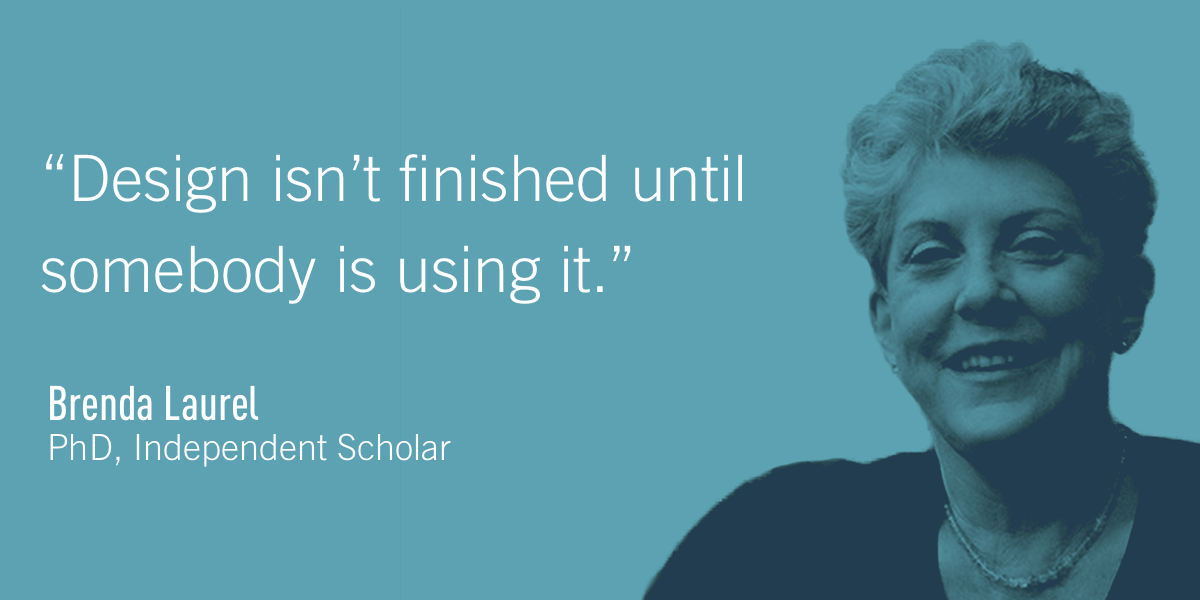 “Design isn’t finished until
somebody is using it.”
Brenda Laurel
PhD, Independent Scholar